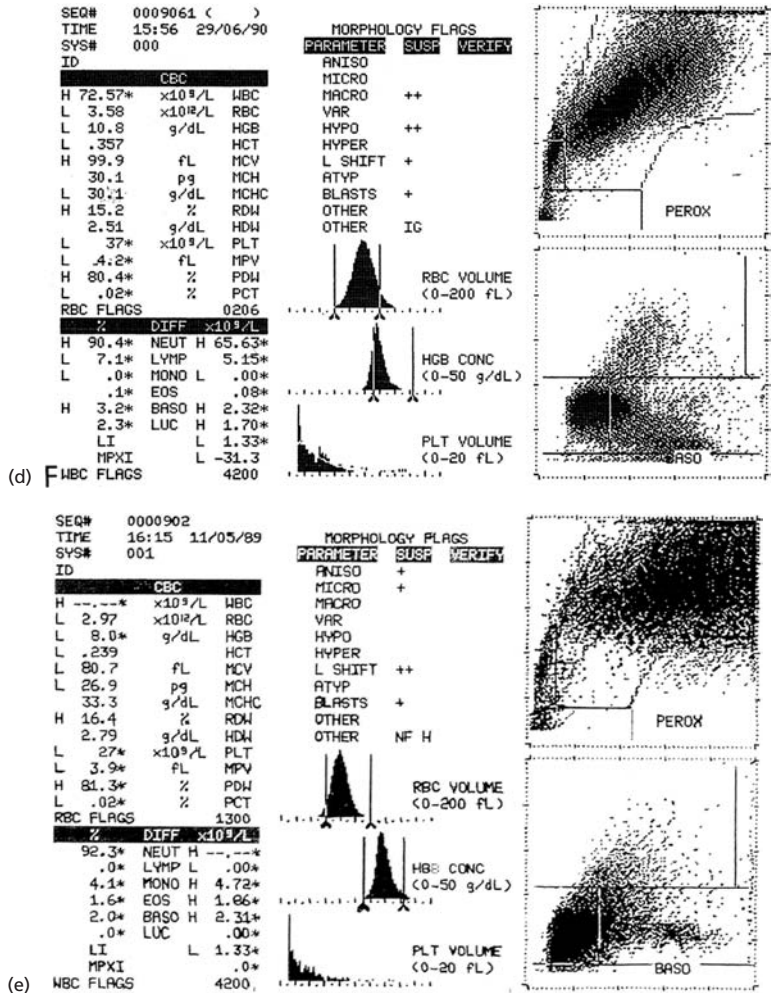 SEQ# 0009061 ( )
TIME 15:56 29/06/90
SYS# 000
ID
CBC
H 72.57* x10⁹/L WBC
L 3.58 x10¹²/L RBC
L 10.8 g/dL HGB
L .357 HCT
H 99.9 fL MCV
30.1 pg MCH
L 30.1 g/dL MCHC
H 15.2 % RDW
2.51 g/dL HDW
L 37* x10⁹/L PLT
L 4.2* fL MPV
H 80.4* % PDW
L .02* % PCT
RBC FLAGS 0206
% DIFF x10⁹/L
H 90.4* NEUT H 65.63*
L 7.1* LYMP 5.15*
L .0* MONO L .00*
.1* EOS .08*
H 3.2* BASO H 2.32*
2.3* LUC H 1.70*
LI L 1.33*
MPXI L -31.3
WBC FLAGS 4200
(d) F
MORPHOLOGY FLAGS
PARAMETER SUSP VERIFY
ANISO
MICRO
MACRO ++
VAR
HYPO ++
HYPER
L SHIFT +
ATYP
BLASTS +
OTHER
OTHER IG
RBC VOLUME
(0-200 fL)
HGB CONC
(0-50 g/dL)
PLT VOLUME
(0-20 fL)
PEROX
BASO
SEQ# 0000902
TIME 16:15 11/05/89
SYS# 001
ID
CBC
H --.--* x10⁹/L WBC
L 2.97 x10¹²/L RBC
L 8.0* g/dL HGB
L .239 HCT
L 80.7 fL MCV
L 26.9 pg MCH
33.3 g/dL MCHC
H 16.4 % RDW
2.79 g/dL HDW
L 27* x10⁹/L PLT
L 3.9* fL MPV
H 81.3* % PDW
L .02* % PCT
RBC FLAGS 1300
% DIFF x10⁹/L
92.3* NEUT H --.--*
.0* LYMP L .00*
4.1* MONO H 4.72*
1.6* EOS H 1.86*
2.0* BASO H 2.31*
.0* LUC .00*
LI L 1.33*
MPXI .0*
WBC FLAGS 4200
(e)
MORPHOLOGY FLAGS
PARAMETER SUSP VERIFY
ANISO +
MICRO +
MACRO
VAR
HYPO
HYPER
L SHIFT ++
ATYP
BLASTS +
OTHER
OTHER NF H
RBC VOLUME
(0-200 fL)
HGB CONC
(0-50 g/dL)
PLT VOLUME
(0-20 fL)
PEROX
BASO